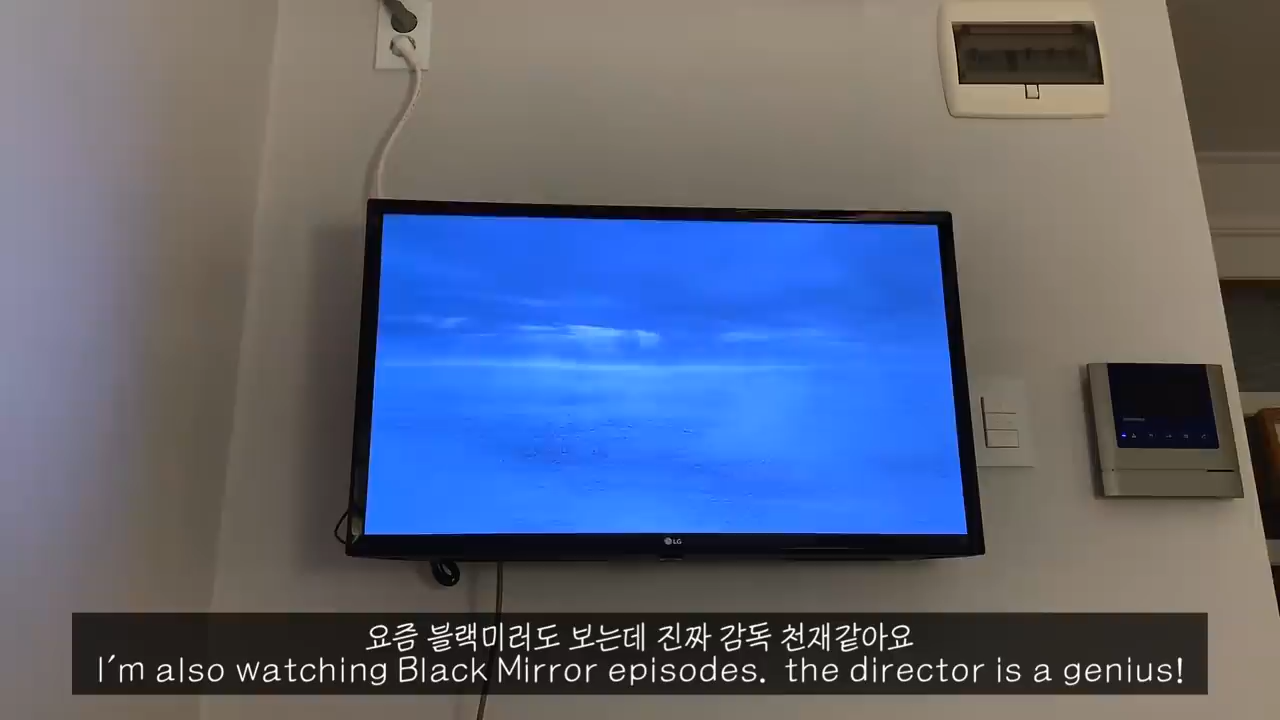 LG
요즘 블랙미러도 보는데 진짜 감독 천재같아요
I'm also watching Black Mirror episodes. the director is a genius!